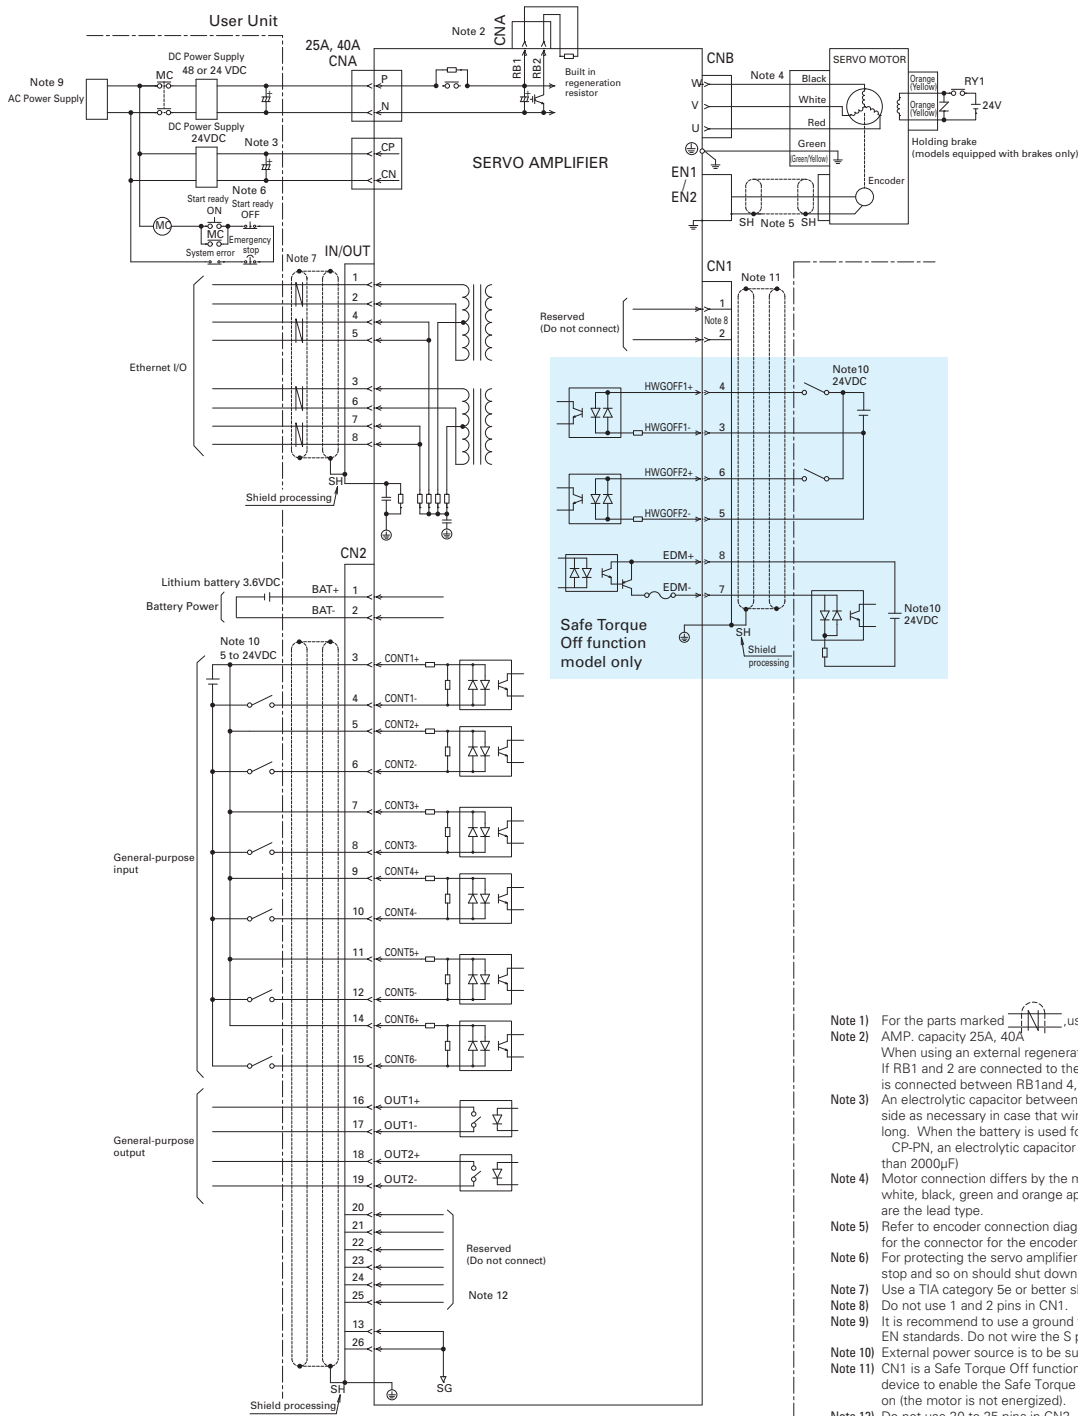 User Unit
25A, 40A
CNA
Note 2
CNA
RB1
RB2
Built in
regeneration
resistor
DC Power Supply
48 or 24 VDC
MC
Note 9
AC Power Supply
P
N
DC Power Supply
24VDC
Note 3
CP
CN
SERVO AMPLIFIER
Note 6
Start ready
ON
Start ready
OFF
MC
MC
Emergency
stop
System error
CNB
W
V
U
Note 4
Black
White
Red
Green
(Green/Yellow)
SERVO MOTOR
Orange
(Yellow)
Orange
(Yellow)
RY1
24V
Holding brake
(models equipped with brakes only)
EN1
/
EN2
Encoder
SH
Note 5
SH
IN/OUT
Note 7
1
2
4
5
3
6
7
8
Ethernet I/O
SH
Shield processing
CN1
Note 11
Reserved
(Do not connect)
1
Note 8
2
HWGOFF1+
4
HWGOFF1-
3
HWGOFF2+
6
HWGOFF2-
5
EDM+
8
EDM-
7
Note10
24VDC
Note10
24VDC
Safe Torque
Off function
model only
SH
Shield
processing
CN2
Lithium battery 3.6VDC
Battery Power
BAT+
1
BAT-
2
Note 10
5 to 24VDC
3
CONT1+
4
CONT1-
5
CONT2+
6
CONT2-
7
CONT3+
8
CONT3-
9
CONT4+
10
CONT4-
11
CONT5+
12
CONT5-
14
CONT6+
15
CONT6-
General-purpose
input
16
OUT1+
17
OUT1-
18
OUT2+
19
OUT2-
General-purpose
output
20
21
22
23
24
25
Reserved
(Do not connect)
Note 12
13
26
SG
SH
Shield processing
Note 1) For the parts marked ,us
Note 2) AMP. capacity 25A, 40A
When using an external regenerat
If RB1 and 2 are connected to the
is connected between RB1and 4,
Note 3) An electrolytic capacitor between
side as necessary in case that wir
long. When the battery is used fo
CP-PN, an electrolytic capacitor
than 2000µF)
Note 4) Motor connection differs by the m
white, black, green and orange ap
are the lead type.
Note 5) Refer to encoder connection diag
for the connector for the encoder
Note 6) For protecting the servo amplifier
stop and so on should shut down
Note 7) Use a TIA category 5e or better sh
Note 8) Do not use 1 and 2 pins in CN1.
Note 9) It is recommend to use a ground
EN standards. Do not wire the S p
Note 10) External power source is to be su
Note 11) CN1 is a Safe Torque Off function
device to enable the Safe Torque
on (the motor is not energized).
Note 12) Do not use 20 to 25 pins in CN2